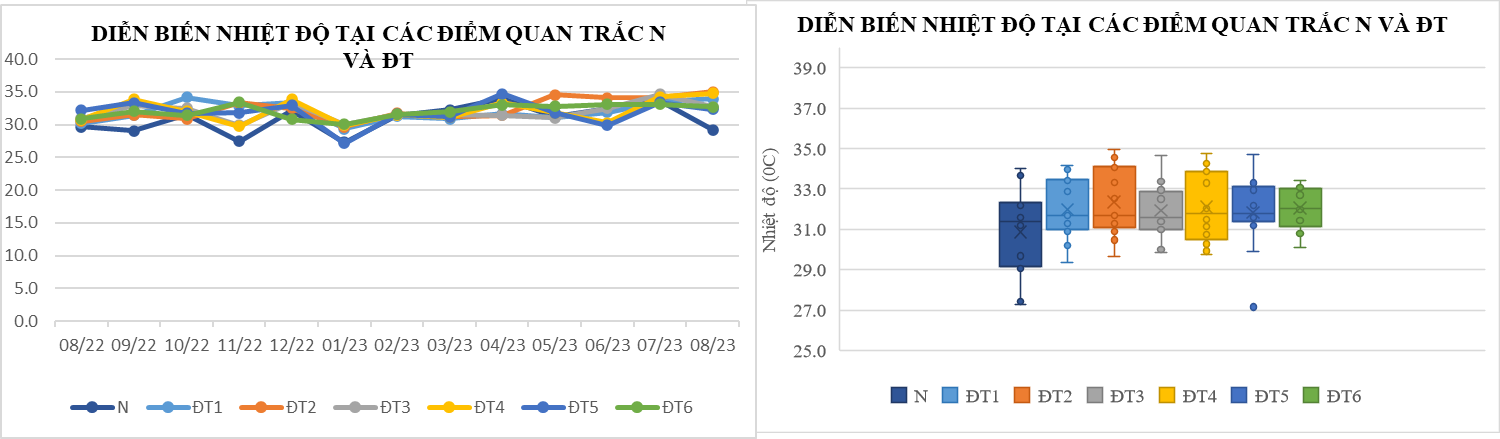 DIỄN BIẾN NHIỆT ĐỘ TẠI CÁC ĐIỂM QUAN TRẮC N
VÀ ĐT
40.0
35.0
30.0
25.0
20.0
15.0
10.0
5.0
0.0
08/22 09/22 10/22 11/22 12/22 01/23 02/23 03/23 04/23 05/23 06/23 07/23 08/23
N ĐT1 ĐT2 ĐT3 ĐT4 ĐT5 ĐT6
DIỄN BIẾN NHIỆT ĐỘ TẠI CÁC ĐIỂM QUAN TRẮC N VÀ ĐT
Nhiệt độ (0C)
39.0
37.0
35.0
33.0
31.0
29.0
27.0
25.0
N ĐT1 ĐT2 ĐT3 ĐT4 ĐT5 ĐT6